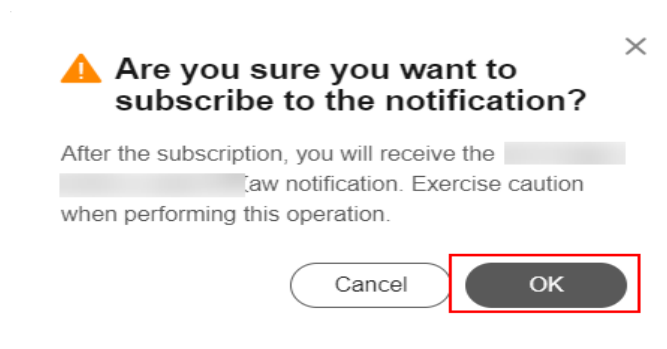 Are you sure you want to
subscribe to the notification?
After the subscription, you will receive the
notification. Exercise caution
when performing this operation.
Cancel
OK